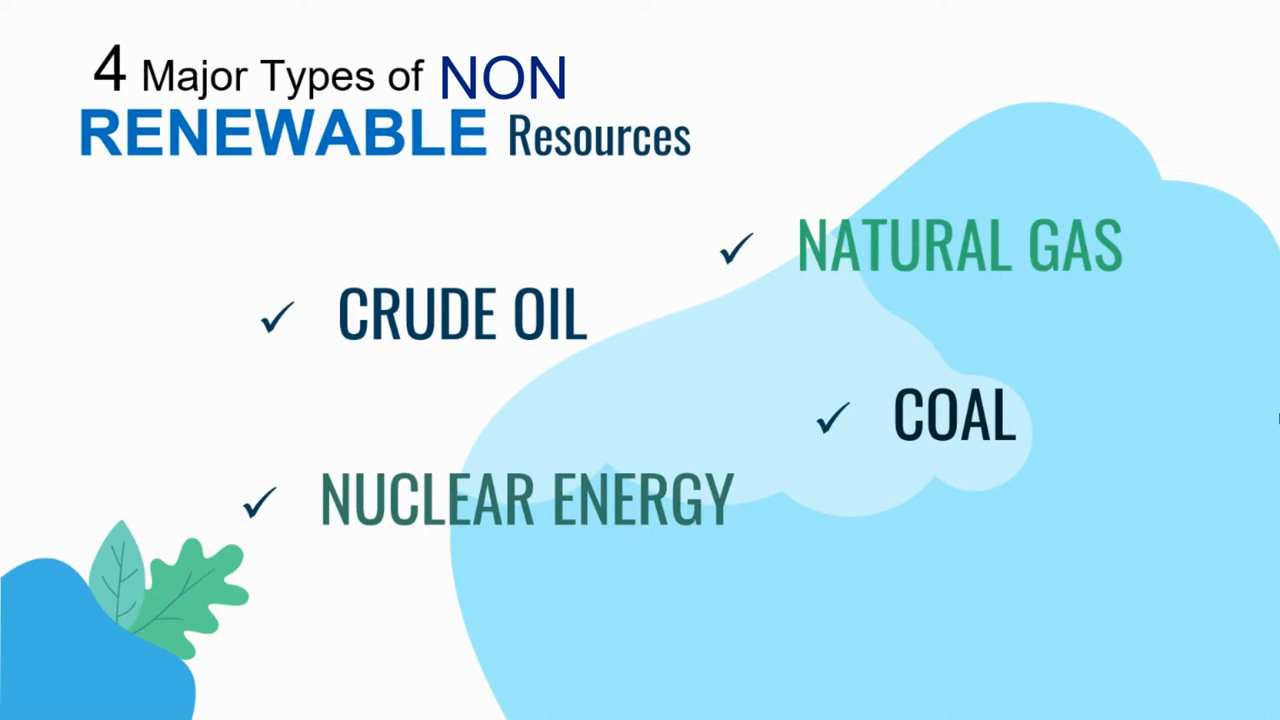 4 Major Types of NON
RENEWABLE Resources
✓ NATURAL GAS
✓ CRUDE OIL
✓ COAL
✓ NUCLEAR ENERGY